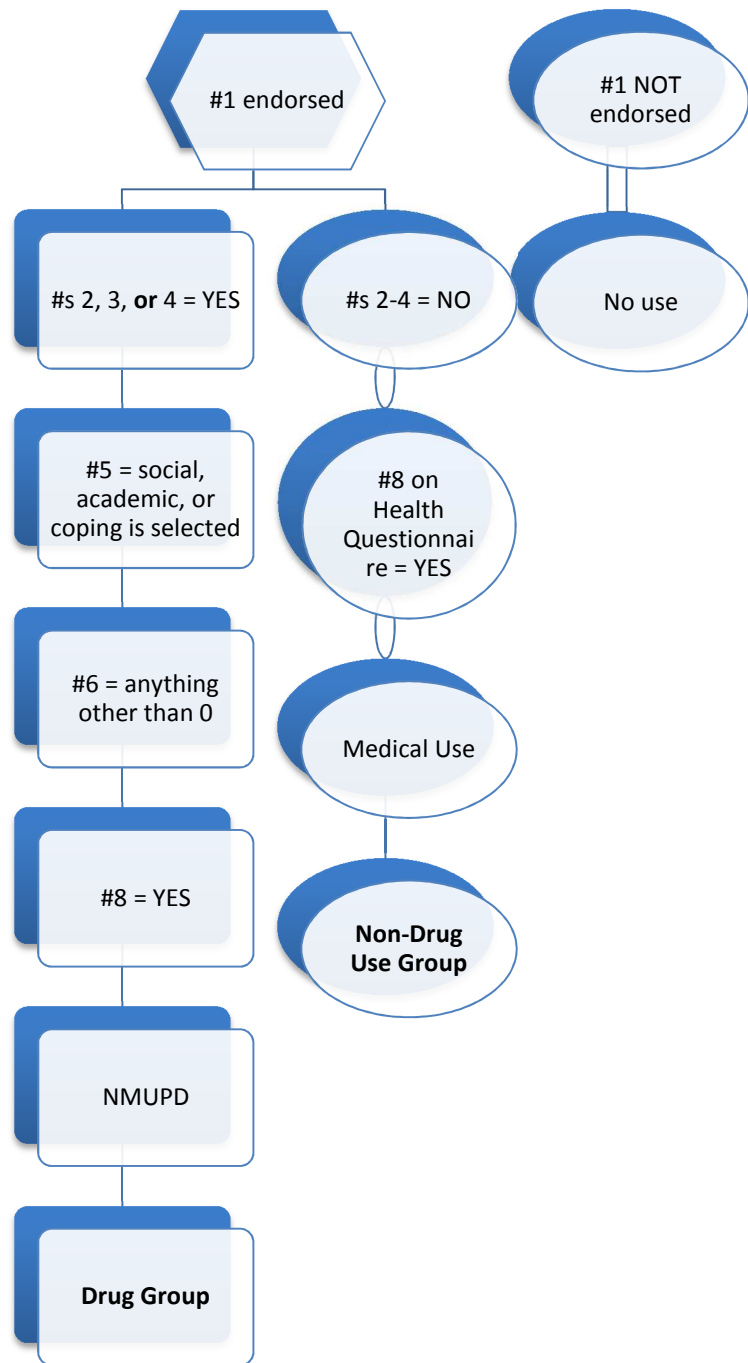 #1 endorsed
#1 NOT
endorsed
#s 2, 3, or 4 = YES
#s 2-4 = NO
No use
#5 = social,
academic, or
coping is selected
#8 on
Health
Questionnai
re = YES
#6 = anything
other than 0
Medical Use
#8 = YES
Non-Drug
Use Group
NMUPD
Drug Group